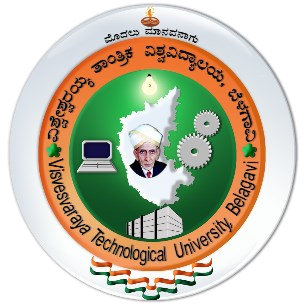 ಮೊದಲು ಮಾನವನಾಗು
ವಿಶ್ವೇಶ್ವರಯ್ಯ ತಾಂತ್ರಿಕ ವಿಶ್ವವಿದ್ಯಾಲಯ, ಬೆಳಗಾವಿ
Visvesvaraya Technological University, Belagavi